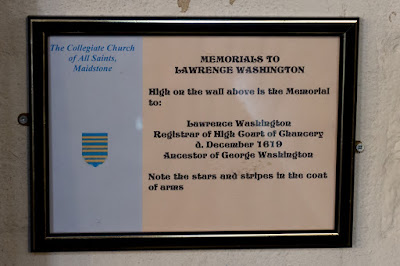 The Collegiate Church
of All Saints,
Maidstone
MEMORIALS TO
LAWRENCE WASHINGTON
High on the wall above is the Memorial
to:
Lawrence Washington
Registrar of High Court of Chancery
d. December 1619
Ancestor of George Washington
Note the stars and stripes in the coat
of arms